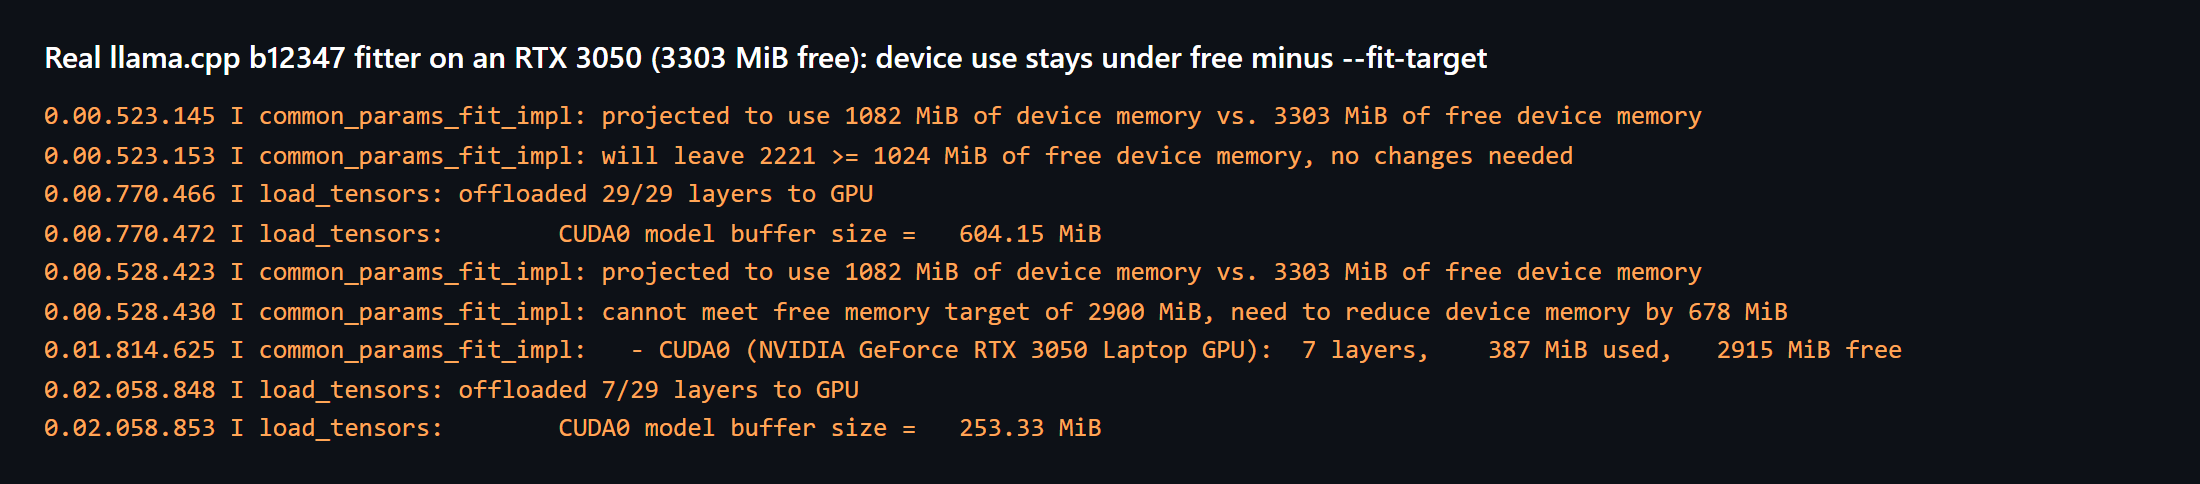 Real llama.cpp b12347 fitter on an RTX 3050 (3303 MiB free): device use stays under free minus --fit-target
0.00.523.145 I common_params_fit_impl: projected to use 1082 MiB of device memory vs. 3303 MiB of free device memory
0.00.523.153 I common_params_fit_impl: will leave 2221 >= 1024 MiB of free device memory, no changes needed
0.00.770.466 I load_tensors: offloaded 29/29 layers to GPU
0.00.770.472 I load_tensors:        CUDA0 model buffer size =   604.15 MiB
0.00.528.423 I common_params_fit_impl: projected to use 1082 MiB of device memory vs. 3303 MiB of free device memory
0.00.528.430 I common_params_fit_impl: cannot meet free memory target of 2900 MiB, need to reduce device memory by 678 MiB
0.01.814.625 I common_params_fit_impl:   - CUDA0 (NVIDIA GeForce RTX 3050 Laptop GPU):  7 layers,    387 MiB used,   2915 MiB free
0.02.058.848 I load_tensors: offloaded 7/29 layers to GPU
0.02.058.853 I load_tensors:        CUDA0 model buffer size =   253.33 MiB